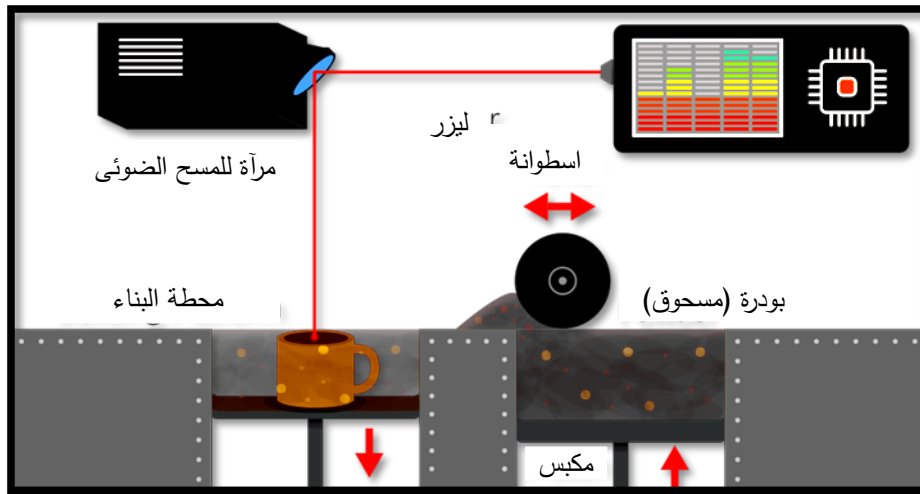 ليزر
r
اسطوانة
مرآة للمسح الضوئى
محطة البناء
بودرة (مسحوق)
مكبس